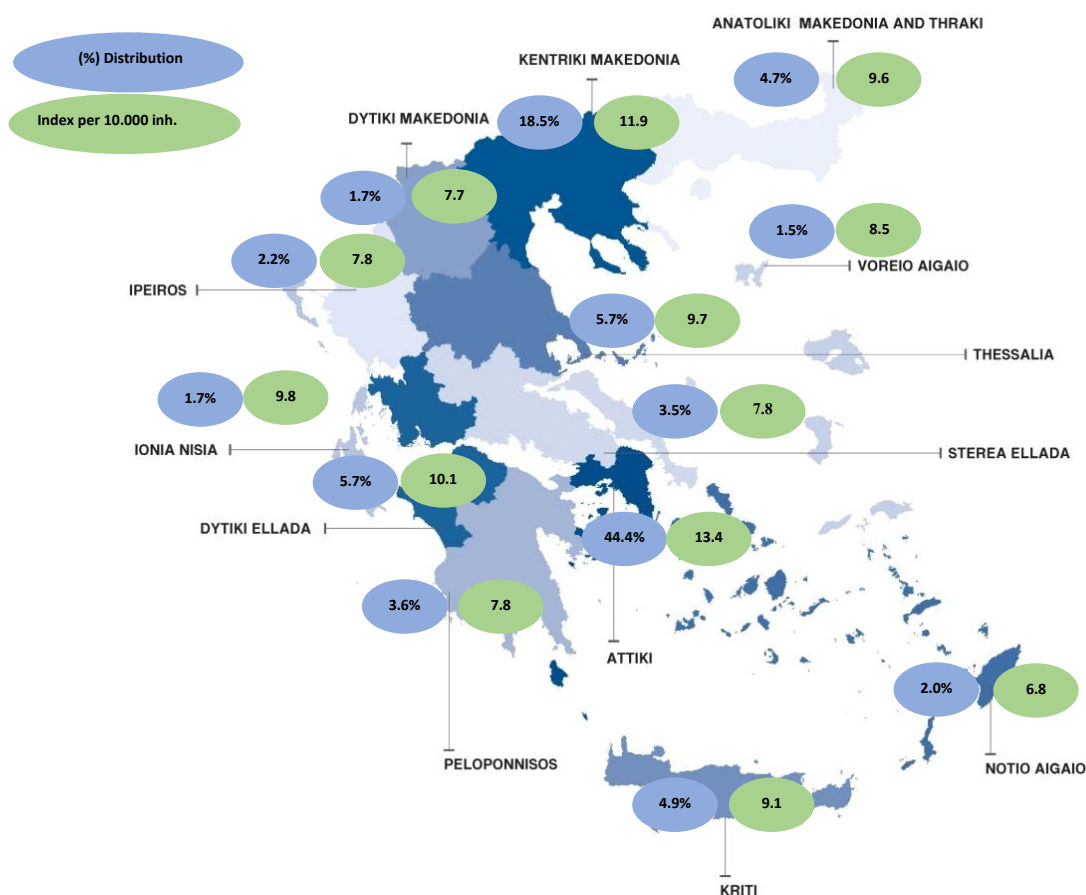 ANATOLIKI MAKEDONIA AND THRAKI
(%) Distribution
KENTRIKI MAKEDONIA
4.7% 9.6
Index per 10.000 inh.
DYTIKI MAKEDONIA
18.5% 11.9
1.7% 7.7
1.5% 8.5
2.2% 7.8
VOREIO AIGAIO
IPEIROS
5.7% 9.7
THESSALIA
1.7% 9.8
3.5% 7.8
IONIA NISIA
STEREA ELLADA
5.7% 10.1
DYTIKI ELLADA
44.4% 13.4
3.6% 7.8
ATTIKI
2.0% 6.8
PELOPONNISOS
NOTIO AIGAIO
4.9% 9.1
KRITI